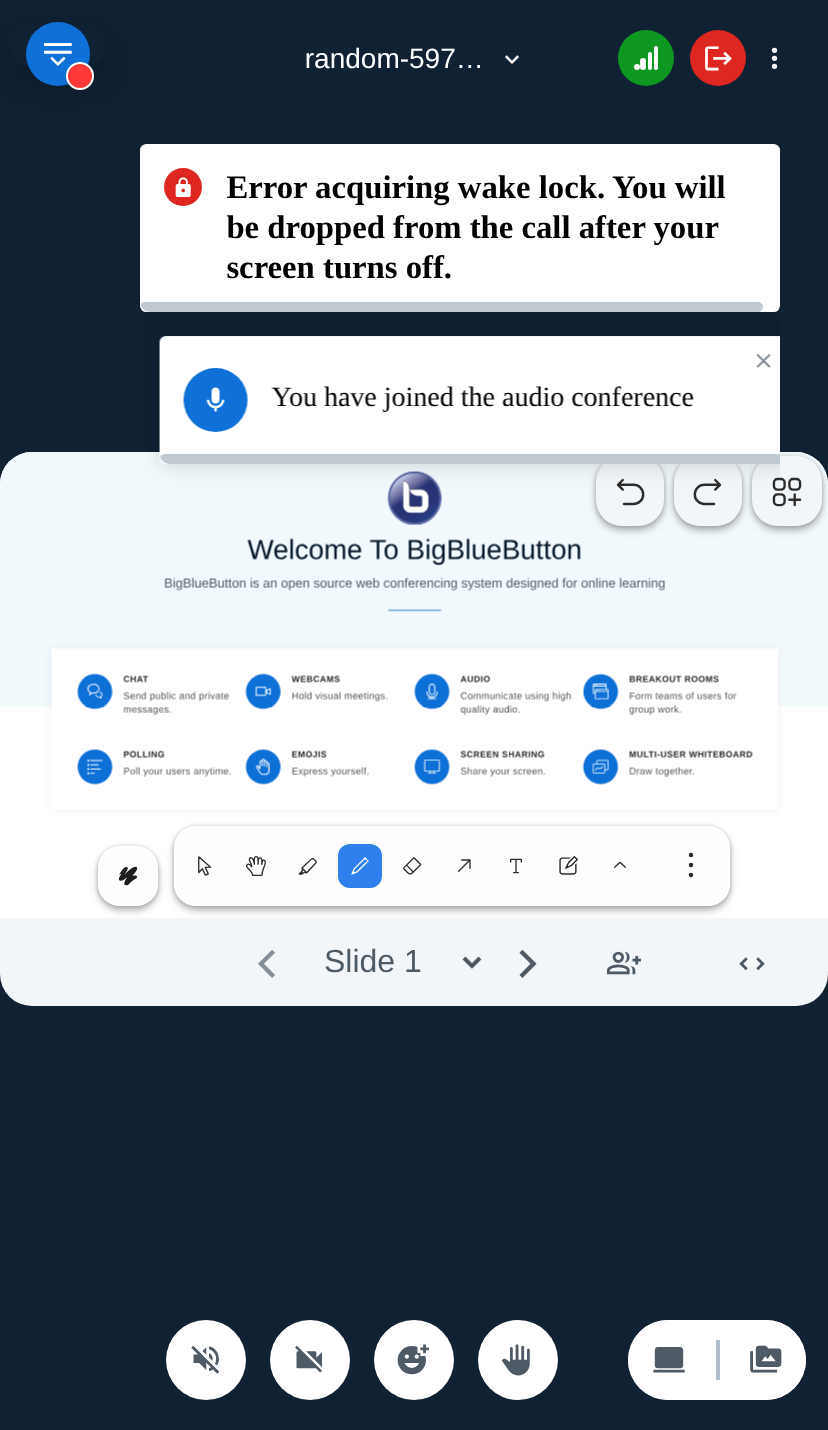 random-597...
Error acquiring wake lock. You will
be dropped from the call after your
screen turns off.
You have joined the audio conference
Welcome To BigBlueButton
BigBlueButton is an open source web conferencing system designed for online learning
CHAT
Send public and private
messages.
WEBCAMS
Hold visual meetings.
AUDIO
Communicate using high
quality audio.
BREAKOUT ROOMS
Form teams of users for
group work.
POLLING
Poll your users anytime.
EMOJIS
Express yourself.
SCREEN SHARING
Share your screen.
MULTI-USER WHITEBOARD
Draw together.
Slide 1